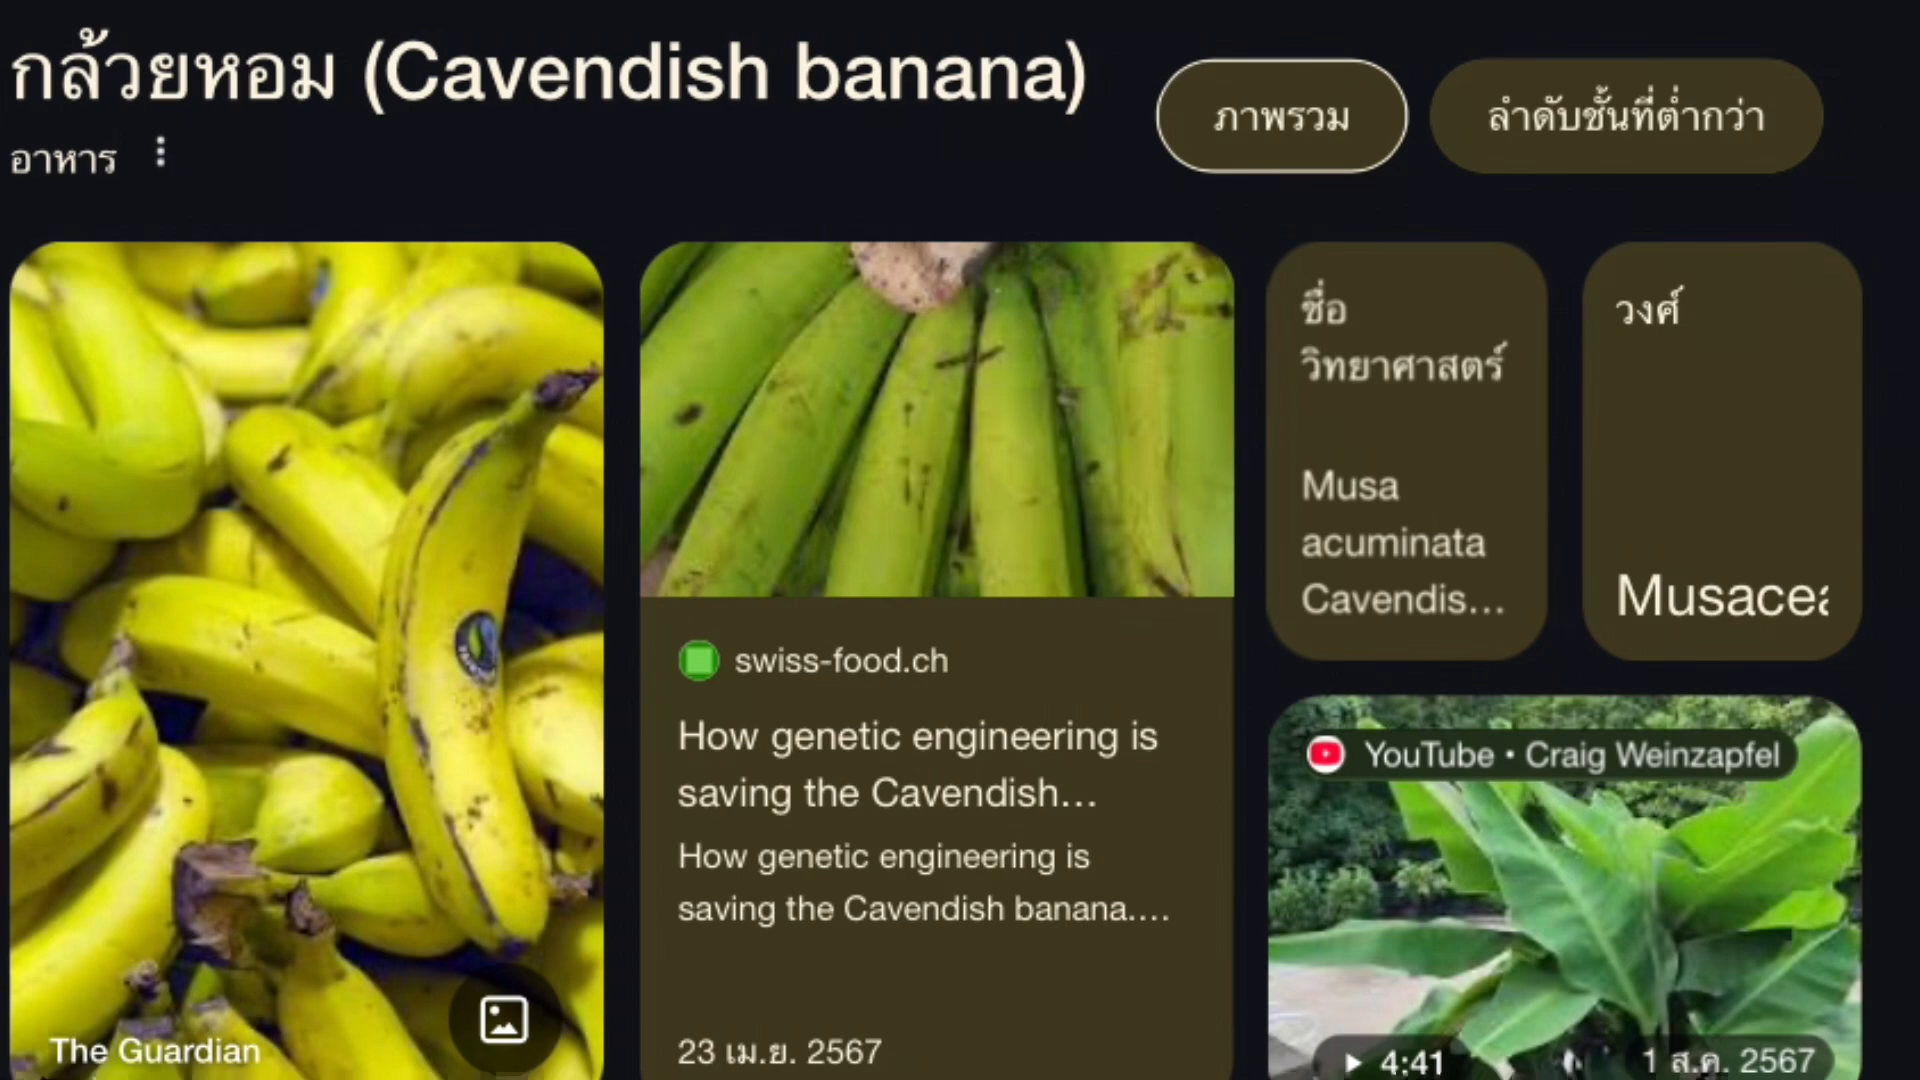 กล้วยหอม (Cavendish banana)
อาหาร
ภาพรวม
ลำดับชั้นที่ต่ำกว่า
The Guardian
swiss-food.ch
How genetic engineering is
saving the Cavendish...
How genetic engineering is
saving the Cavendish banana....
23 เม.ย. 2567
ชื่อ
วิทยาศาสตร์
Musa
acuminata
Cavendis...
วงศ์
Musacea
YouTube • Craig Weinzapfel
4:41
1 ส.ค. 2567